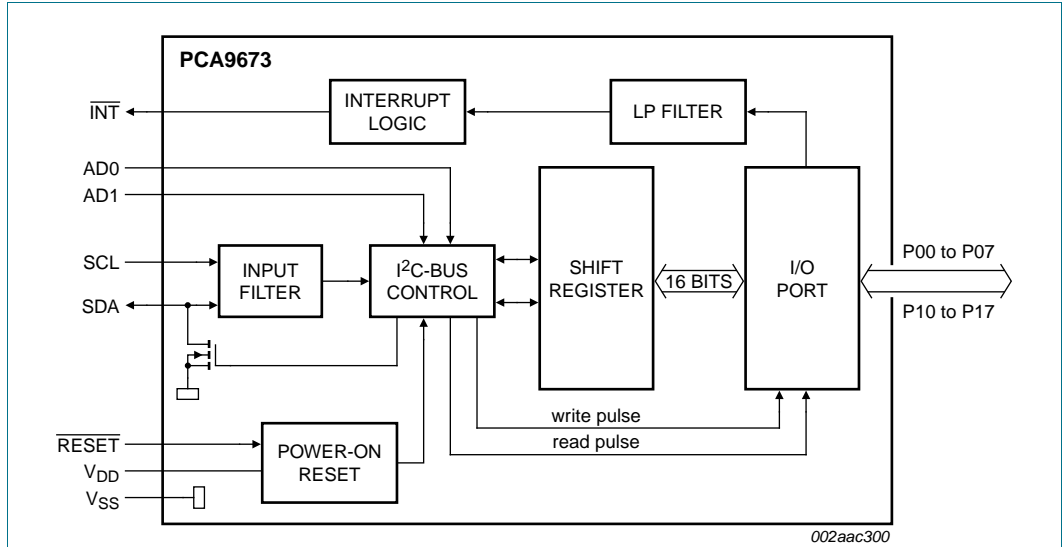 PCA9673
INT
INTERRUPT
LOGIC
LP FILTER
AD0
AD1
SCL
SDA
INPUT
FILTER
I²C-BUS
CONTROL
SHIFT
REGISTER
16 BITS
I/O
PORT
P00 to P07
P10 to P17
write pulse
read pulse
RESET
VDD
VSS
POWER-ON
RESET
002aac300